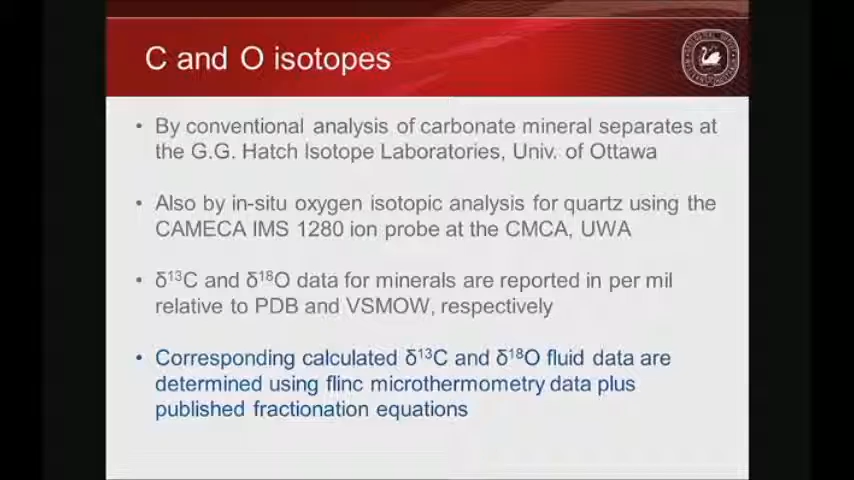 C and O isotopes
• By conventional analysis of carbonate mineral separates at
the G.G. Hatch Isotope Laboratories, Univ. of Ottawa
• Also by in-situ oxygen isotopic analysis for quartz using the
CAMECA IMS 1280 ion probe at the CMCA, UWA
• δ¹³C and δ¹⁸O data for minerals are reported in per mil
relative to PDB and VSMOW, respectively
• Corresponding calculated δ¹³C and δ¹⁸O fluid data are
determined using flinc microthermometry data plus
published fractionation equations